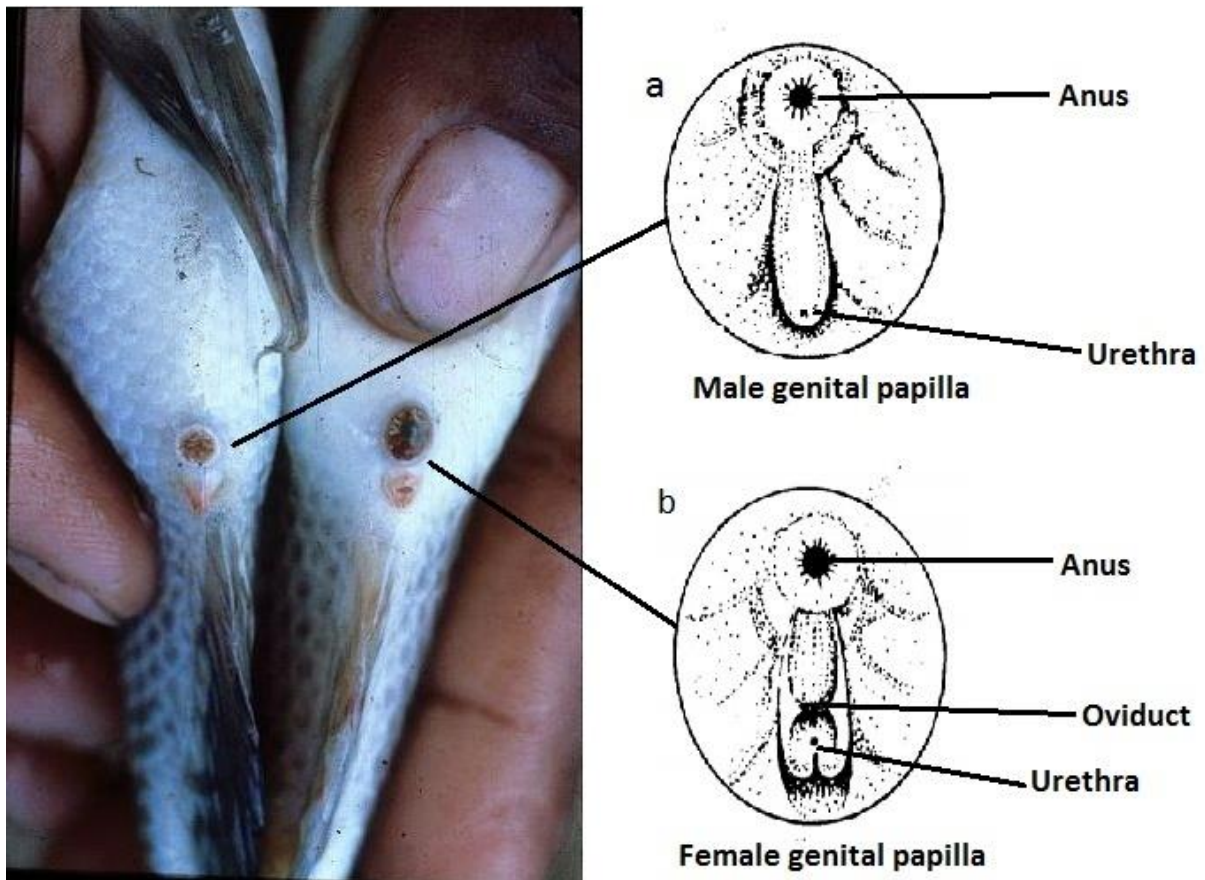 a
Anus
Urethra
Male genital papilla
b
Anus
Oviduct
Urethra
Female genital papilla